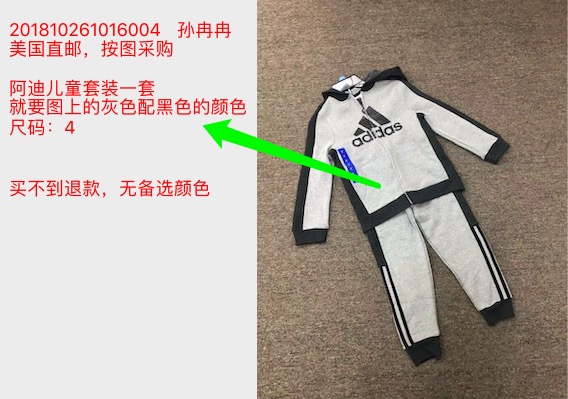 201810261016004 孙冉冉
美国直邮，按图采购
阿迪儿童套装一套
就要图上的灰色配黑色的颜色
尺码：4
买不到退款，无备选颜色
adidas